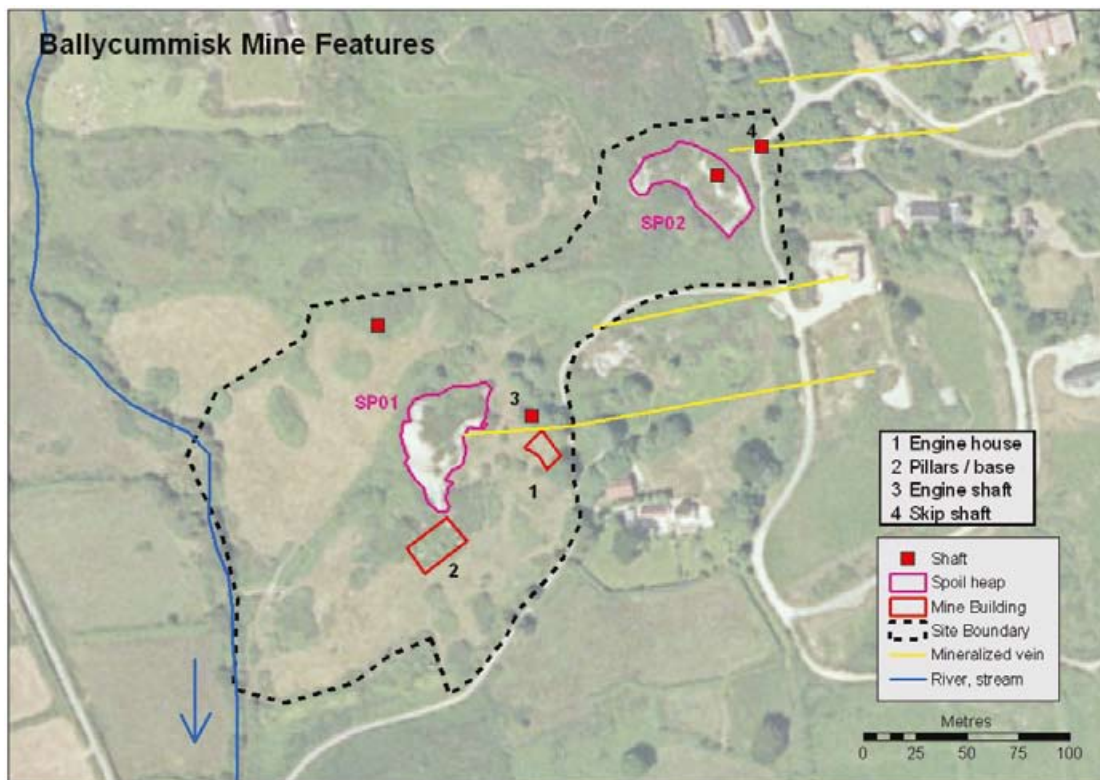 Ballycummisk Mine Features
4
SP02
SP01
3
1
2
1 Engine house
2 Pillars / base
3 Engine shaft
4 Skip shaft
Shaft
Spoil heap
Mine Building
Site Boundary
Mineralized vein
River, stream
Metres
0 25 50 75 100